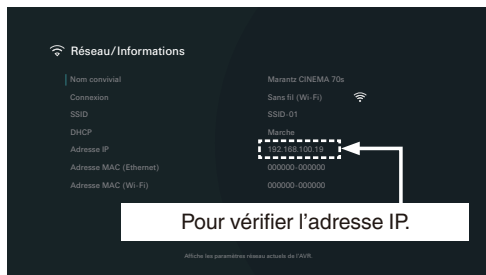 Réseau/Informations
Nom convivial Marantz CINEMA 70s
Connexion Sans fil (Wi-Fi)
SSID SSID-01
DHCP Marche
Adresse IP 192.168.100.19
Adresse MAC (Ethernet) 000000-000000
Adresse MAC (Wi-Fi) 000000-000000
Pour vérifier l’adresse IP.
Affiche les paramètres réseau actuels de l'AVR.